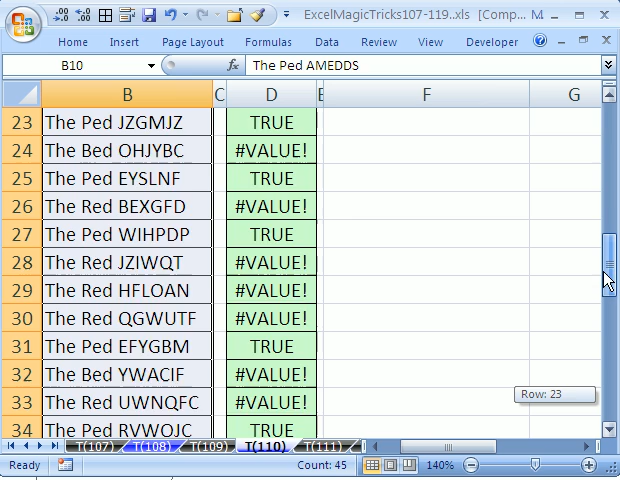 ExcelMagicTricks107-119..xls [Comp... M...
Home Insert Page Layout Formulas Data Review View Developer
B10 fx The Ped AMEDDS
B C D E F G
23 The Ped JZGMJZ TRUE
24 The Bed OHJYBC #VALUE!
25 The Ped EYSLNF TRUE
26 The Red BEXGFD #VALUE!
27 The Ped WIHPDP TRUE
28 The Red JZIWQT #VALUE!
29 The Red HFLOAN #VALUE!
30 The Red QGWUTF #VALUE!
31 The Ped EFYGBM TRUE
32 The Bed YWACIF #VALUE!
33 The Red UWNQFC #VALUE!
Row: 23
34 The Ped RVWOJC TRUE
T(107) T(108) T(109) T(110) T(111)
Ready Count: 45 140%